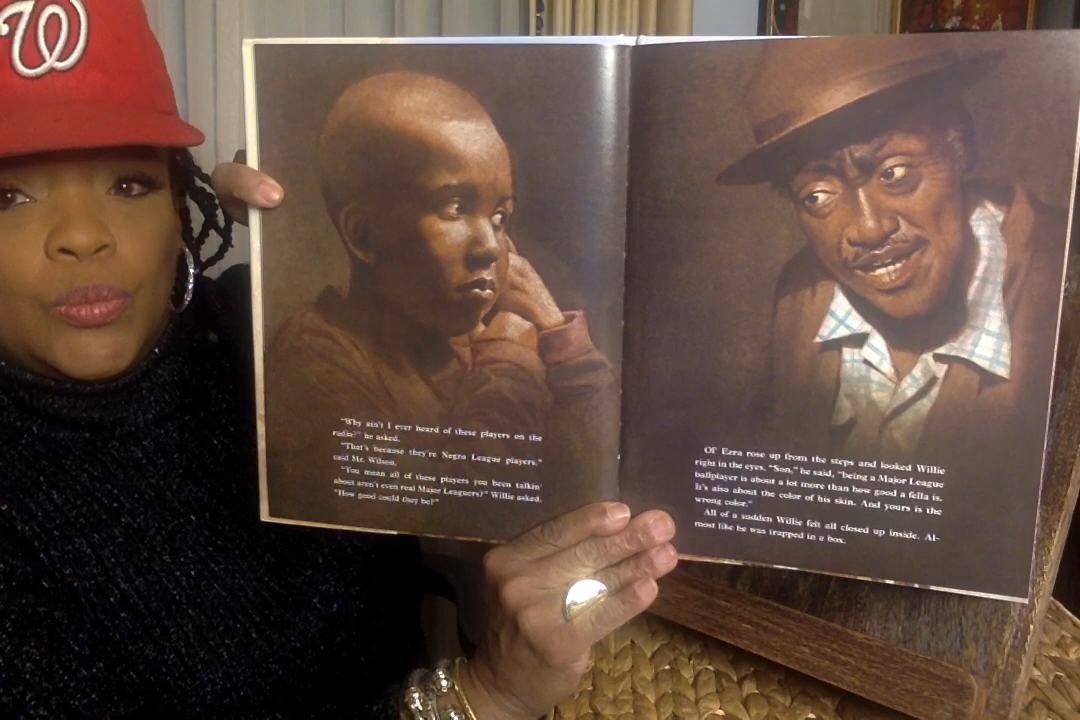 W
"Why ain't I ever heard of these players on the
radio?" he asked.
"That's because they're Negro League players,"
said Mr. Wilson.
"You mean all of these players you been talkin'
about aren't even real Major Leaguers?" Willie asked.
"How good could they be?"
Ol' Ezra rose up from the steps and looked Willie
right in the eyes. "Son," he said, "being a Major League
ballplayer is about a lot more than how good a fella is.
It's also about the color of his skin. And yours is the
wrong color."
All of a sudden Willie felt all closed up inside. Al-
most like he was trapped in a box.